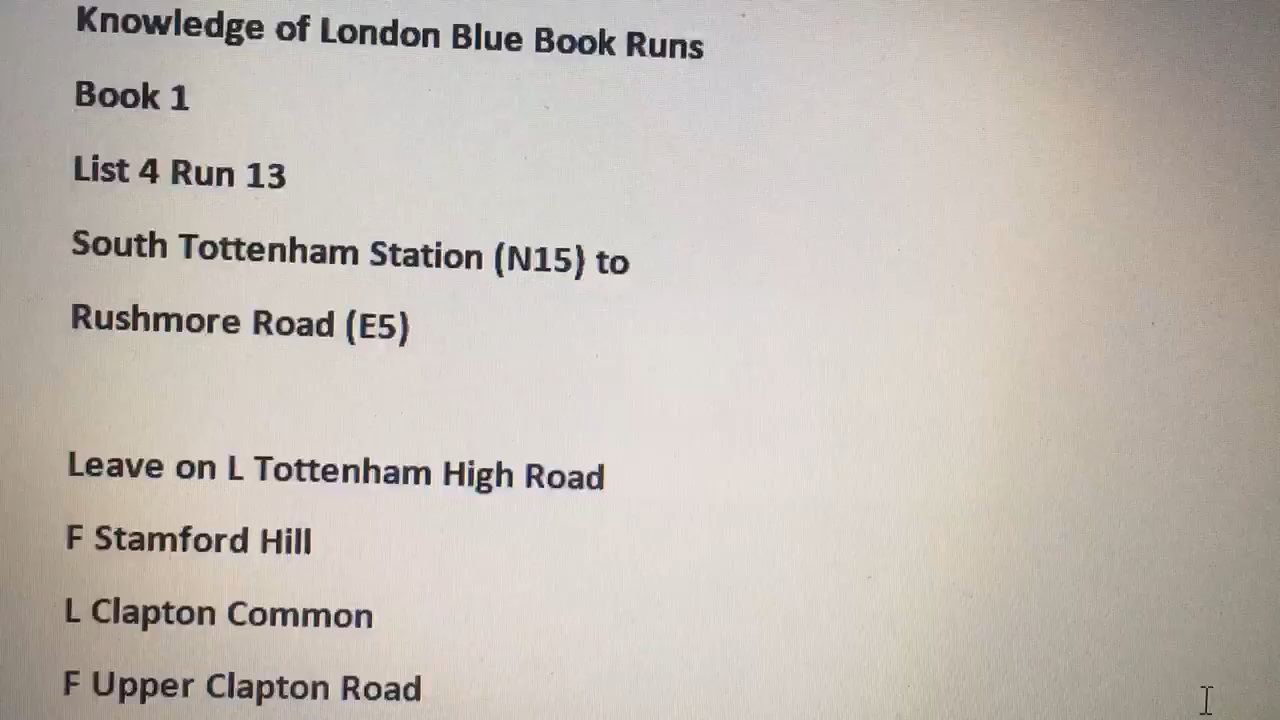 Knowledge of London Blue Book Runs
Book 1
List 4 Run 13
South Tottenham Station (N15) to
Rushmore Road (E5)
Leave on L Tottenham High Road
F Stamford Hill
L Clapton Common
F Upper Clapton Road